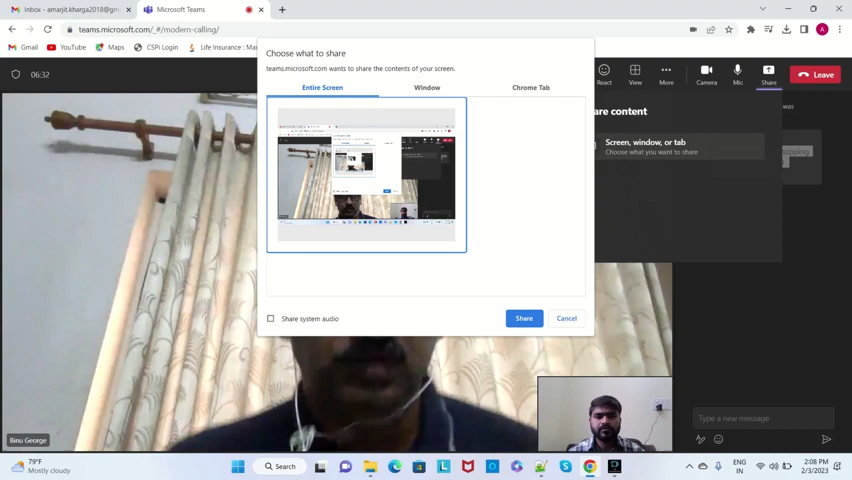 Inbox - amarjit.kharga2018@gm
Microsoft Teams
teams.microsoft.com/_#/modern-calling/
A
Gmail
YouTube
Maps
CSPi Login
Life Insurance : Max
Choose what to share
teams.microsoft.com wants to share the contents of your screen.
Entire Screen
Window
Chrome Tab
Share system audio
Share
Cancel
06:32
React
View
More
Camera
Mic
Share
Leave
are content
was
Screen, window, or tab
Choose what you want to share
opping
Binu George
Type a new message
79°F
Mostly cloudy
Search
ENG
IN
2:08 PM
2/3/2023